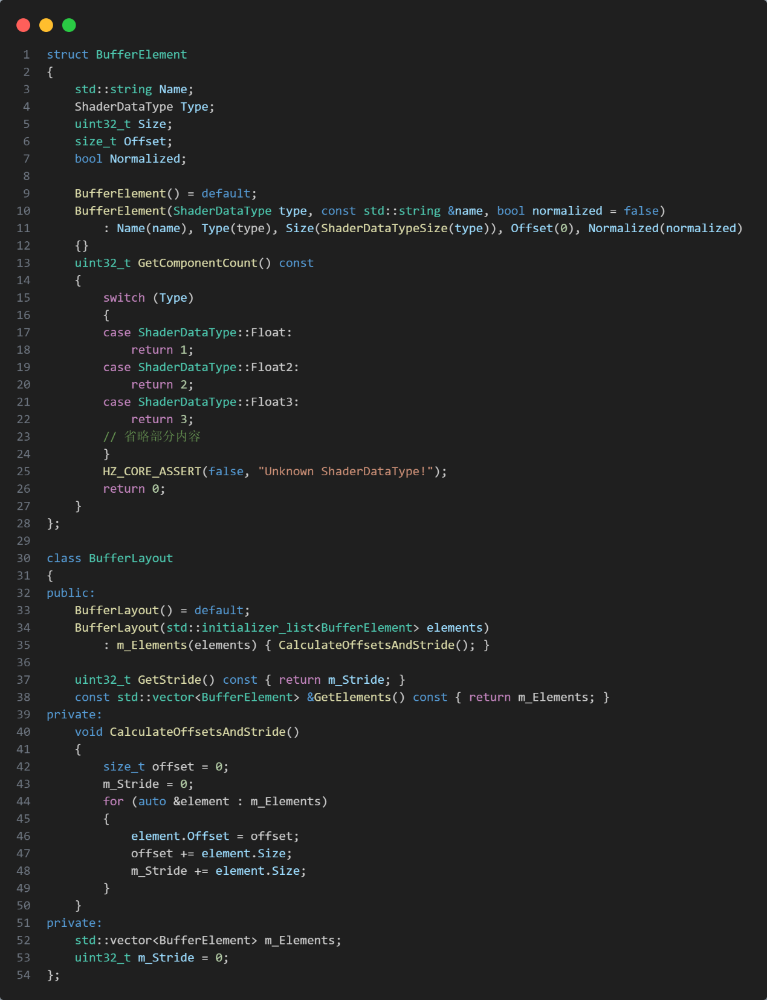 1 struct BufferElement
2 {
3     std::string Name;
4     ShaderDataType Type;
5     uint32_t Size;
6     size_t Offset;
7     bool Normalized;
8
9     BufferElement() = default;
10     BufferElement(ShaderDataType type, const std::string &name, bool normalized = false)
11         : Name(name), Type(type), Size(ShaderDataTypeSize(type)), Offset(0), Normalized(normalized)
12     {}
13     uint32_t GetComponentCount() const
14     {
15         switch (Type)
16         {
17         case ShaderDataType::Float:
18             return 1;
19         case ShaderDataType::Float2:
20             return 2;
21         case ShaderDataType::Float3:
22             return 3;
23         // 省略部分内容
24         }
25         HZ_CORE_ASSERT(false, "Unknown ShaderDataType!");
26         return 0;
27     }
28 };
29
30 class BufferLayout
31 {
32 public:
33     BufferLayout() = default;
34     BufferLayout(std::initializer_list<BufferElement> elements)
35         : m_Elements(elements) { CalculateOffsetsAndStride(); }
36
37     uint32_t GetStride() const { return m_Stride; }
38     const std::vector<BufferElement> &GetElements() const { return m_Elements; }
39 private:
40     void CalculateOffsetsAndStride()
41     {
42         size_t offset = 0;
43         m_Stride = 0;
44         for (auto &element : m_Elements)
45         {
46             element.Offset = offset;
47             offset += element.Size;
48             m_Stride += element.Size;
49         }
50     }
51 private:
52     std::vector<BufferElement> m_Elements;
53     uint32_t m_Stride = 0;
54 };